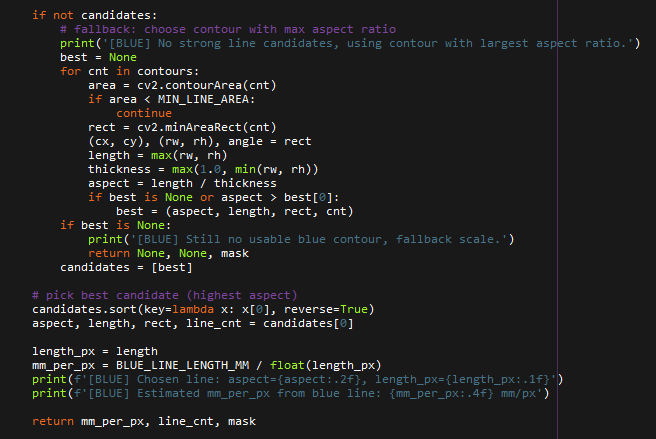 if not candidates:
    # fallback: choose contour with max aspect ratio
    print('[BLUE] No strong line candidates, using contour with largest aspect ratio.')
    best = None
    for cnt in contours:
        area = cv2.contourArea(cnt)
        if area < MIN_LINE_AREA:
            continue
        rect = cv2.minAreaRect(cnt)
        (cx, cy), (rw, rh), angle = rect
        length = max(rw, rh)
        thickness = max(1.0, min(rw, rh))
        aspect = length / thickness
        if best is None or aspect > best[0]:
            best = (aspect, length, rect, cnt)
    if best is None:
        print('[BLUE] Still no usable blue contour, fallback scale.')
        return None, None, mask
    candidates = [best]

# pick best candidate (highest aspect)
candidates.sort(key=lambda x: x[0], reverse=True)
aspect, length, rect, line_cnt = candidates[0]

length_px = length
mm_per_px = BLUE_LINE_LENGTH_MM / float(length_px)
print(f'[BLUE] Chosen line: aspect={aspect:.2f}, length_px={length_px:.1f}')
print(f'[BLUE] Estimated mm_per_px from blue line: {mm_per_px:.4f} mm/px')

return mm_per_px, line_cnt, mask